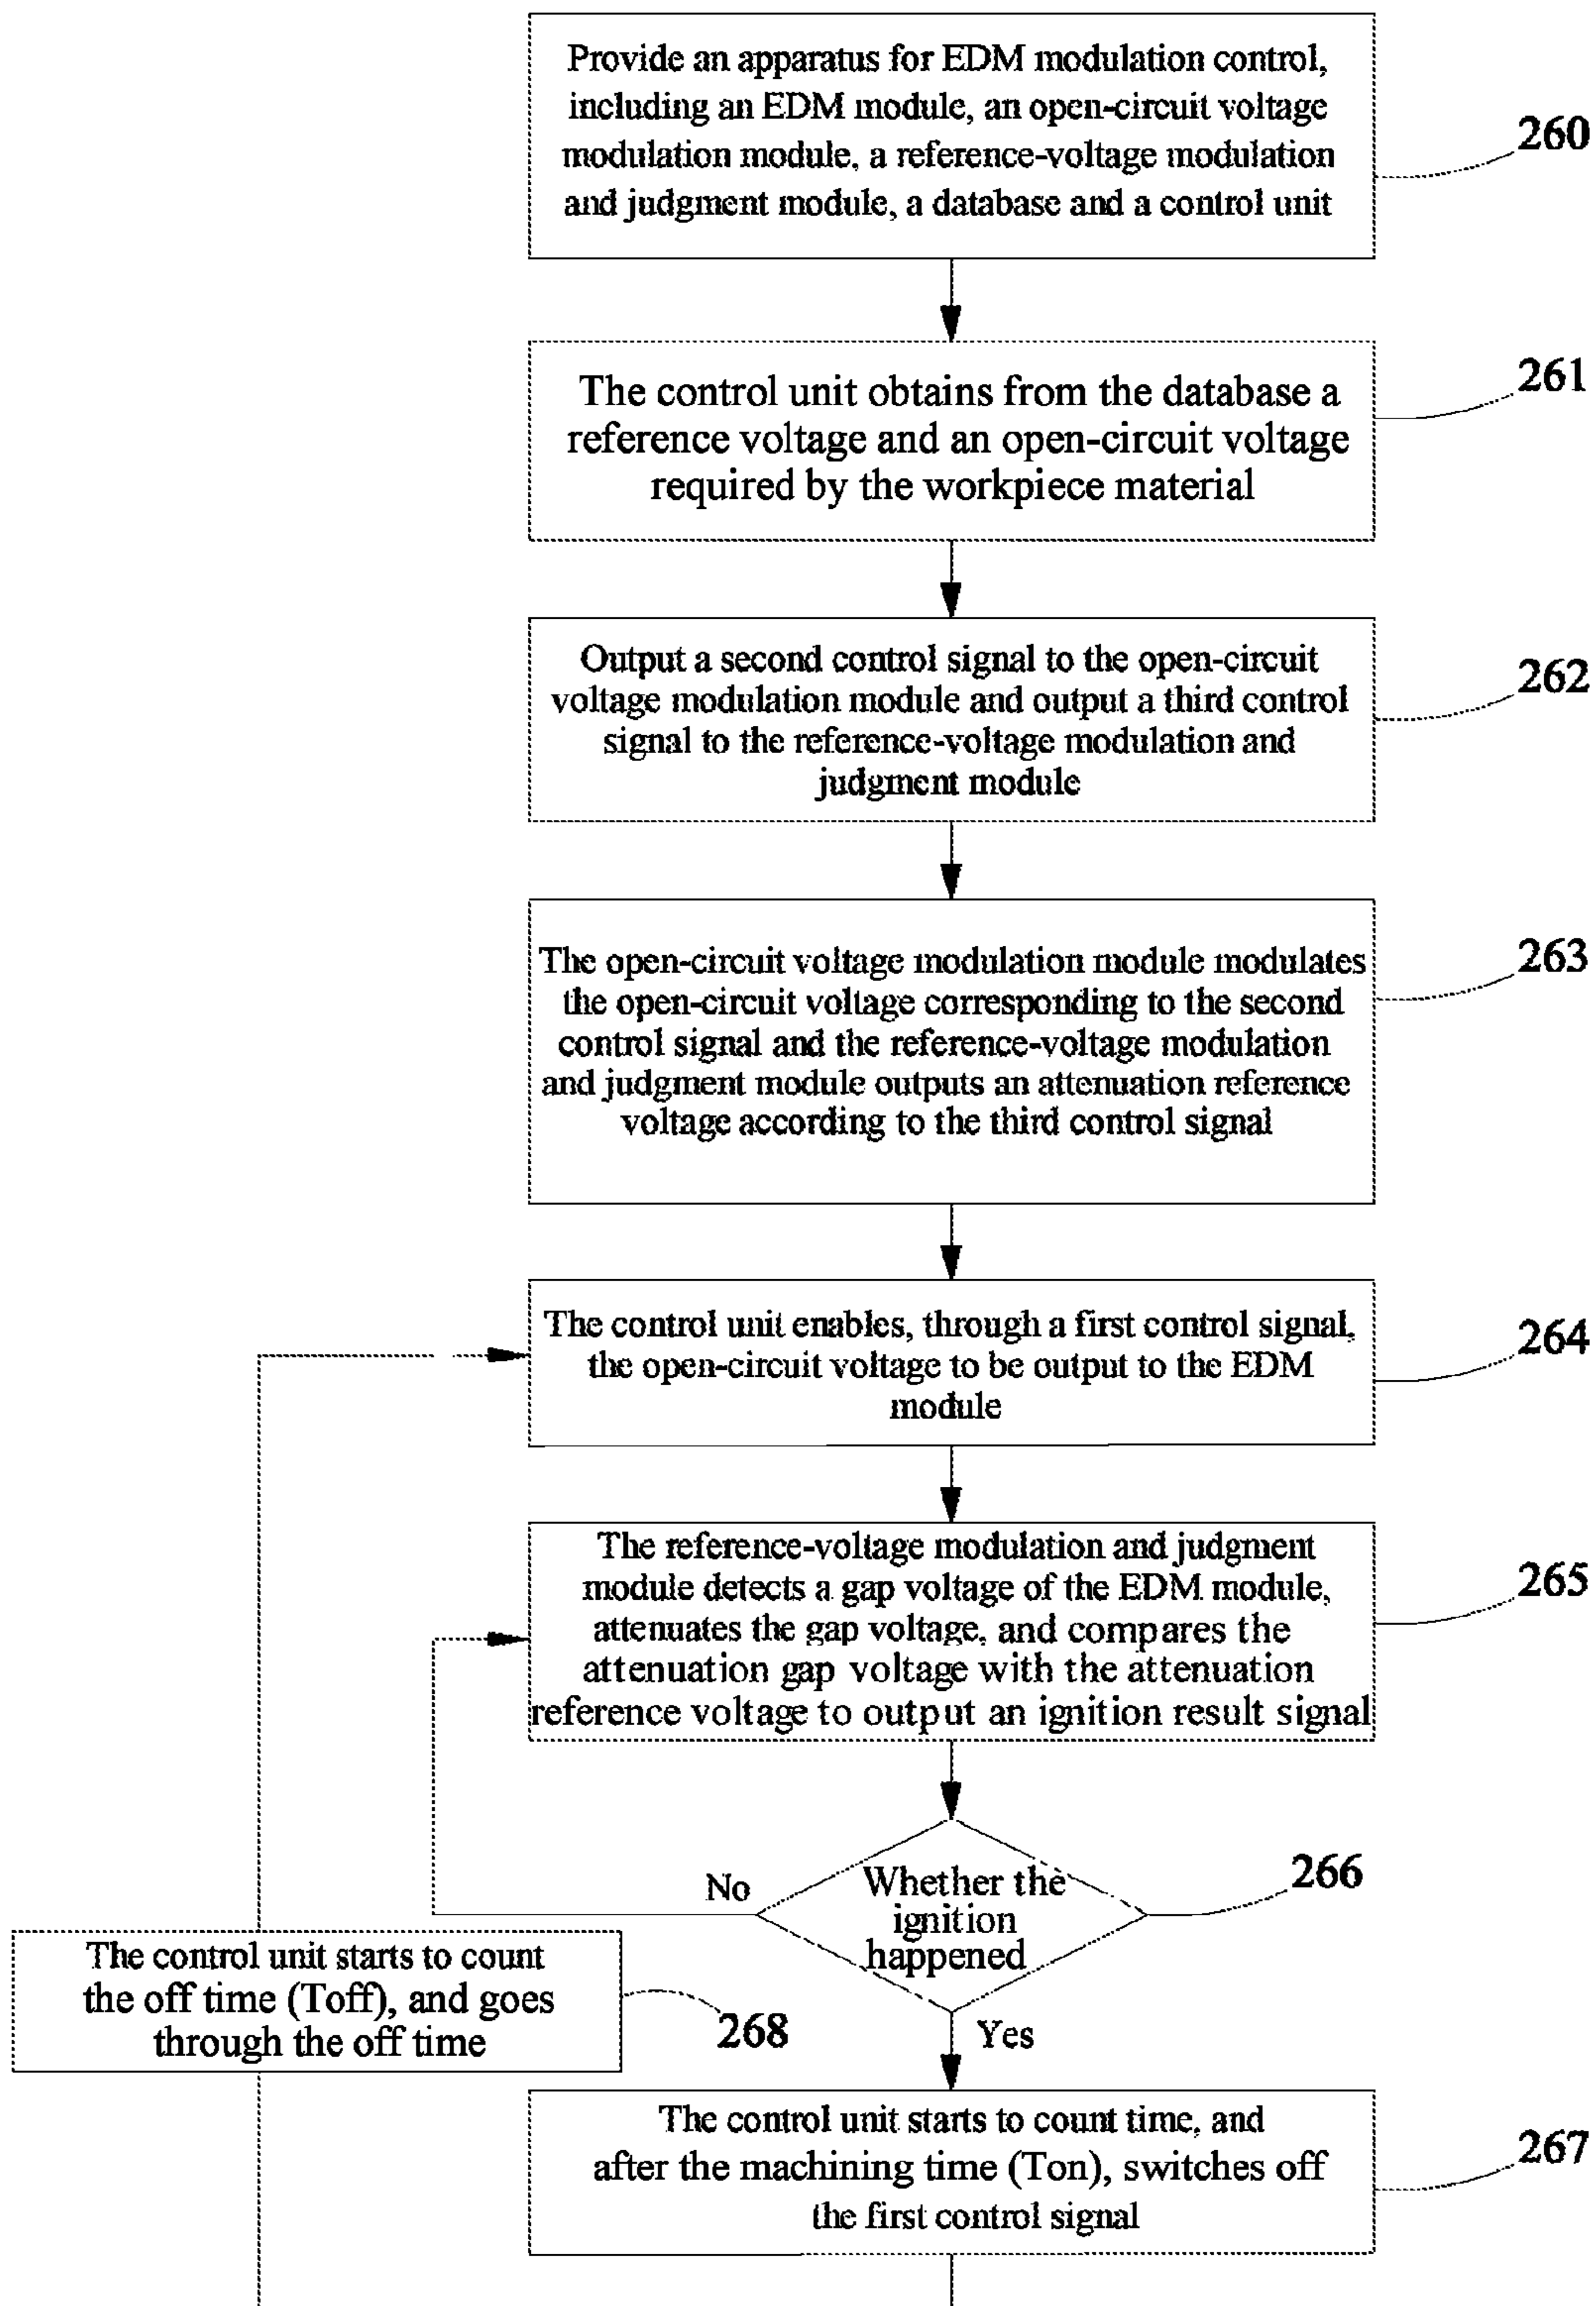 Provide an apparatus for EDM modulation control,
including an EDM module, an open-circuit voltage
modulation module, a reference-voltage modulation
and judgment module, a database and a control unit
260
The control unit obtains from the database a
reference voltage and an open-circuit voltage
required by the workpiece material
261
Output a second control signal to the open-circuit
voltage modulation module and output a third control
signal to the reference-voltage modulation and
judgment module
262
The open-circuit voltage modulation module modulates
the open-circuit voltage corresponding to the second
control signal and the reference-voltage modulation
and judgment module outputs an attenuation reference
voltage according to the third control signal
263
The control unit enables, through a first control signal,
the open-circuit voltage to be output to the EDM
module
264
The reference-voltage modulation and judgment
module detects a gap voltage of the EDM module,
attenuates the gap voltage, and compares the
attenuation gap voltage with the attenuation
reference voltage to output an ignition result signal
265
Whether the
ignition
happened
266
No
Yes
The control unit starts to count
the off time (Toff), and goes
through the off time
268
The control unit starts to count time, and
after the machining time (Ton), switches off
the first control signal
267